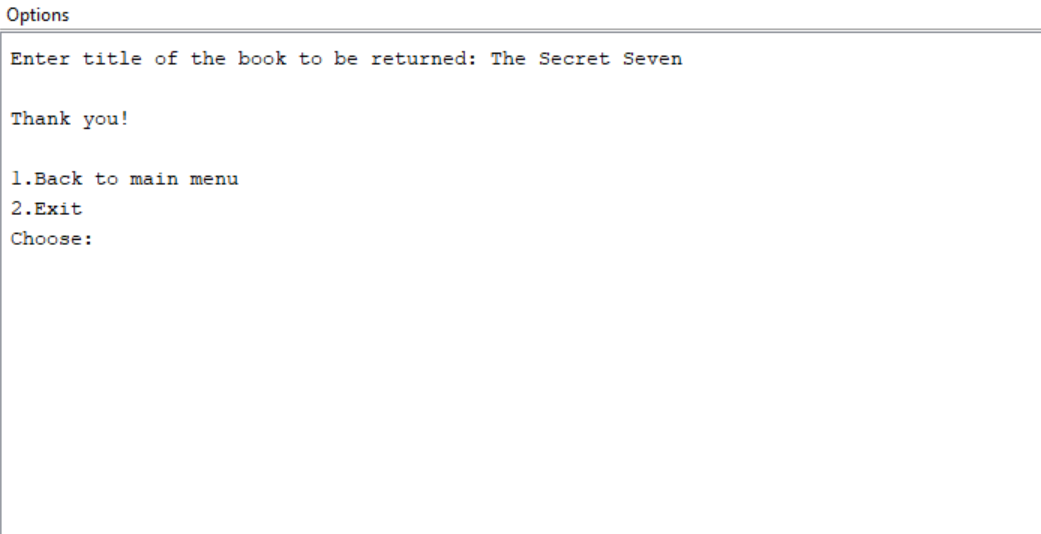 Options
Enter title of the book to be returned: The Secret Seven
Thank you!
1.Back to main menu
2.Exit
Choose: